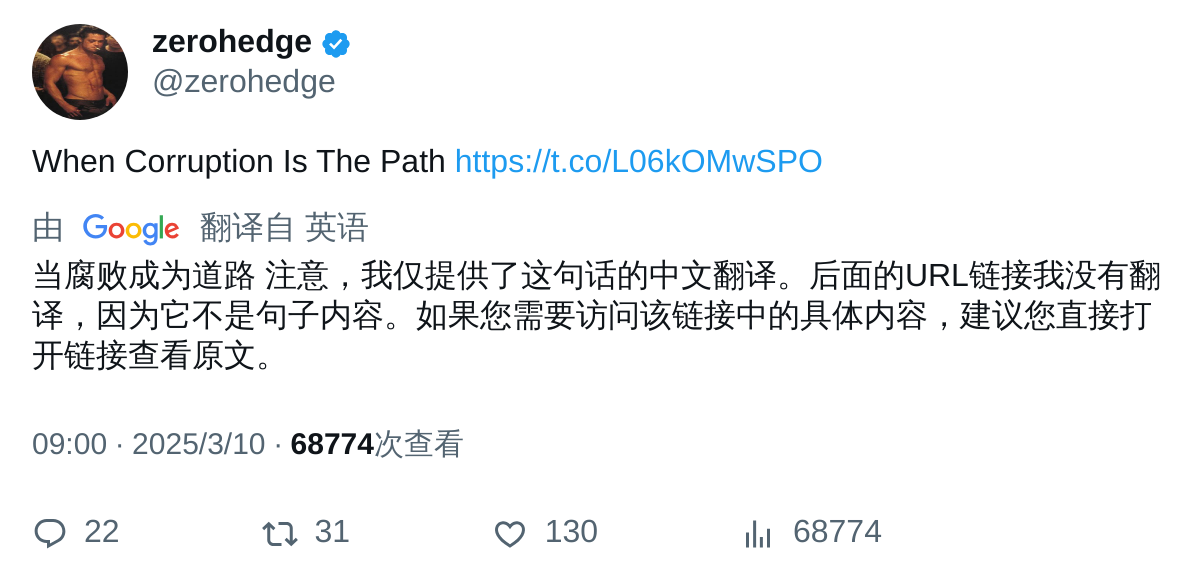 zerohedge
@zerohedge
When Corruption Is The Path https://t.co/L06kOMwSPO
由 Google 翻译自 英语
当腐败成为道路 注意，我仅提供了这句话的中文翻译。后面的URL链接我没有翻
译，因为它不是句子内容。如果您需要访问该链接中的具体内容，建议您直接打
开链接查看原文。
09:00 · 2025/3/10 · 68774次查看
22 31 130 68774